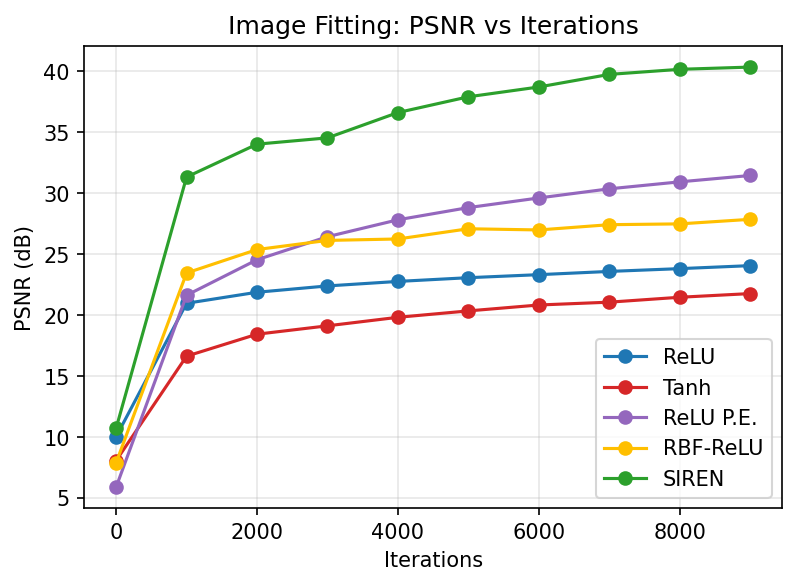 Image Fitting: PSNR vs Iterations
PSNR (dB)
40
35
30
25
20
15
10
5
0
2000
4000
6000
8000
Iterations
ReLU
Tanh
ReLU P.E.
RBF-ReLU
SIREN